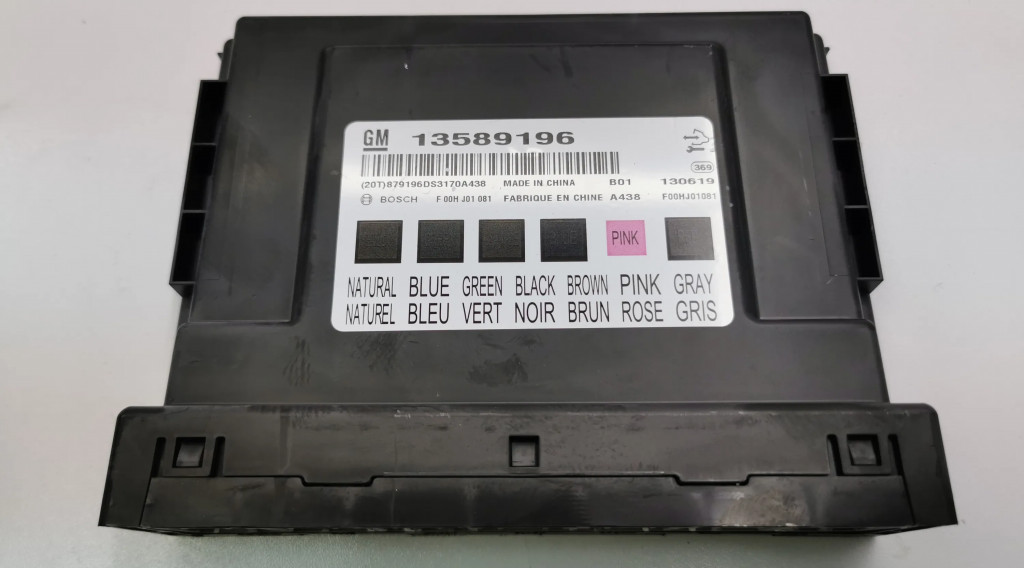 GM 13589196
369
(20T)879196DS3170A438 MADE IN CHINA B01 130619
BOSCH F 00H J01 081 FABRIQUE EN CHINE A438 F00HJ01081
PINK
NATURAL BLUE GREEN BLACK BROWN PINK GRAY
NATUREL BLEU VERT NOIR BRUN ROSE GRIS